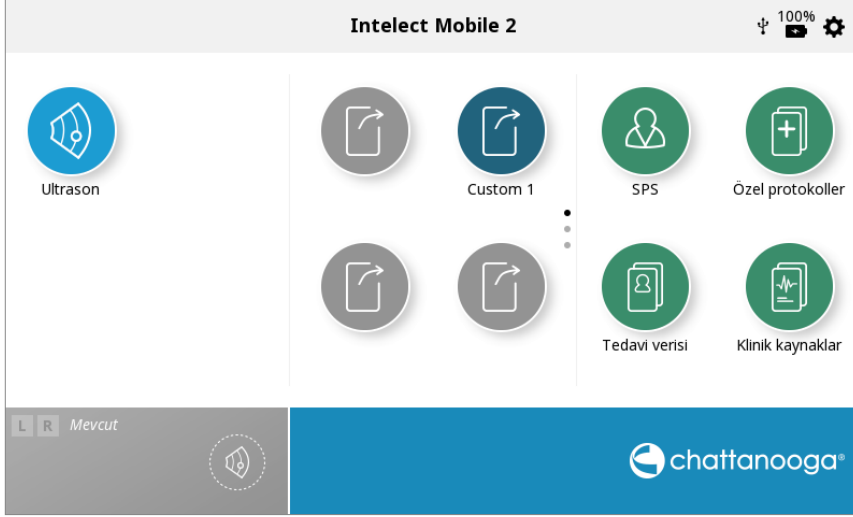 Intelect Mobile 2
100%
Ultrason
Custom 1
SPS
Özel protokoller
Tedavi verisi
Klinik kaynaklar
L R Mevcut
chattanooga®